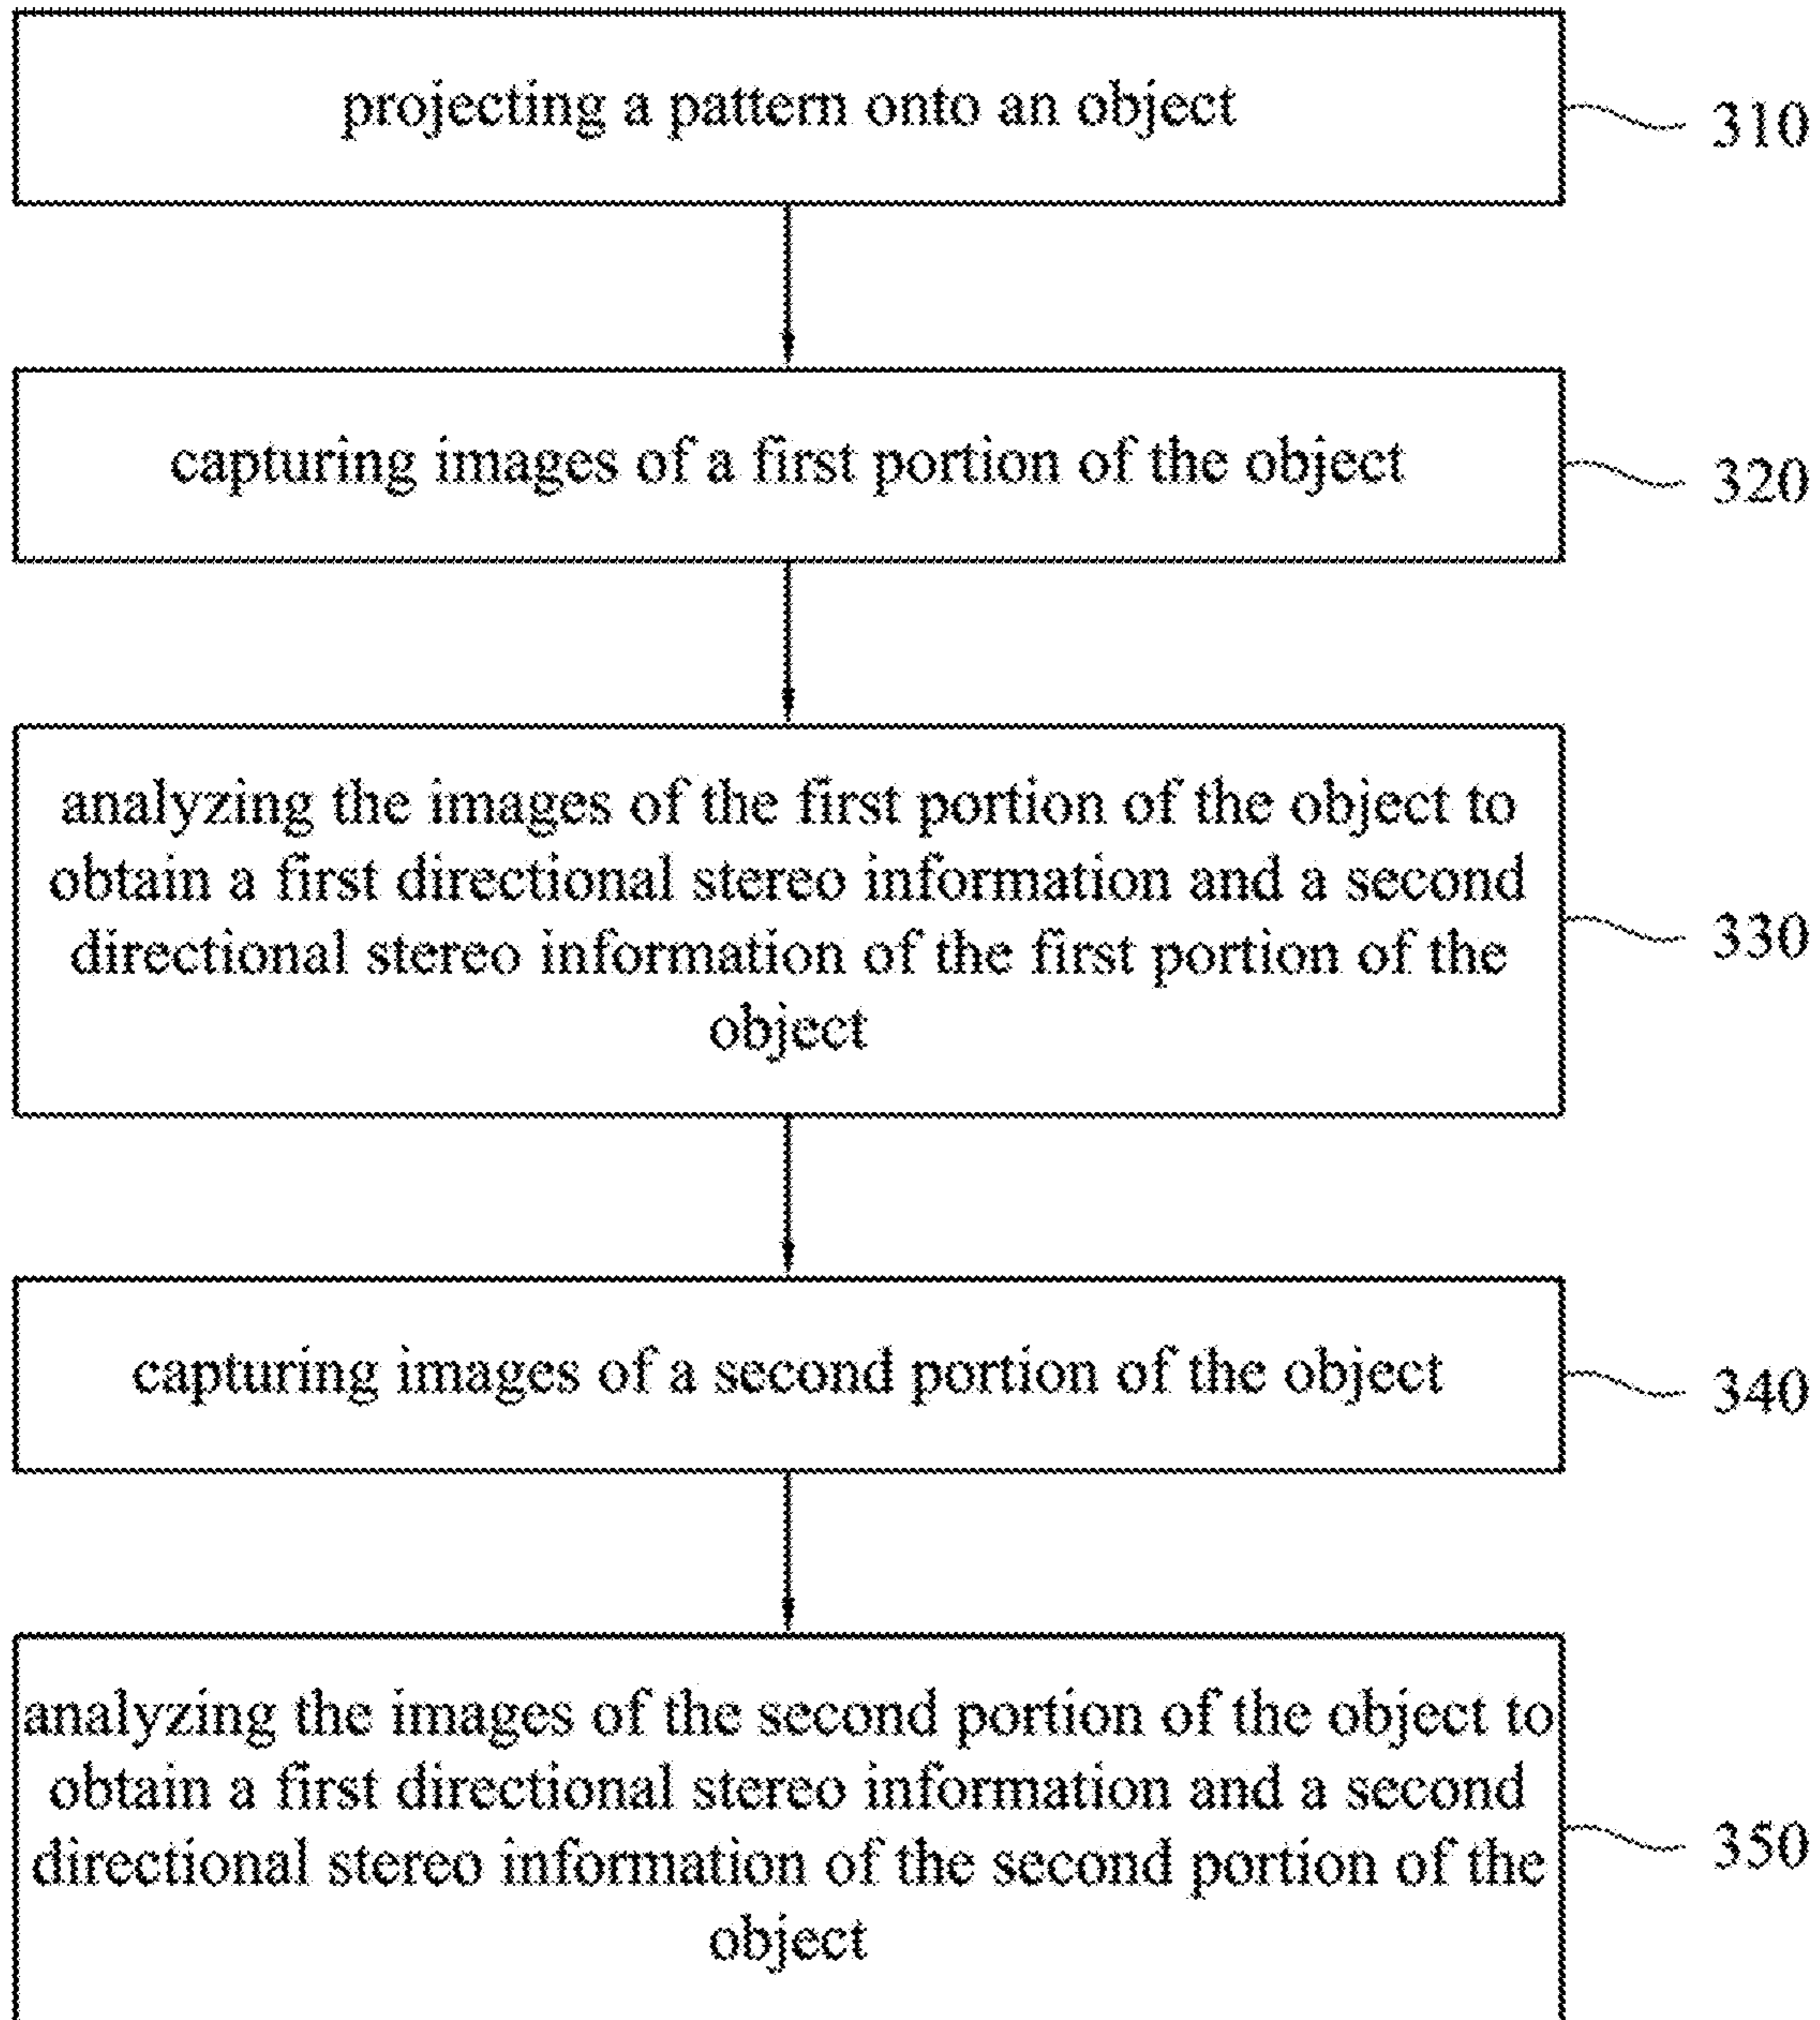 projecting a pattern onto an object
310
capturing images of a first portion of the object
320
analyzing the images of the first portion of the object to
obtain a first directional stereo information and a second
directional stereo information of the first portion of the
object
330
capturing images of a second portion of the object
340
analyzing the images of the second portion of the object to
obtain a first directional stereo information and a second
directional stereo information of the second portion of the
object
350